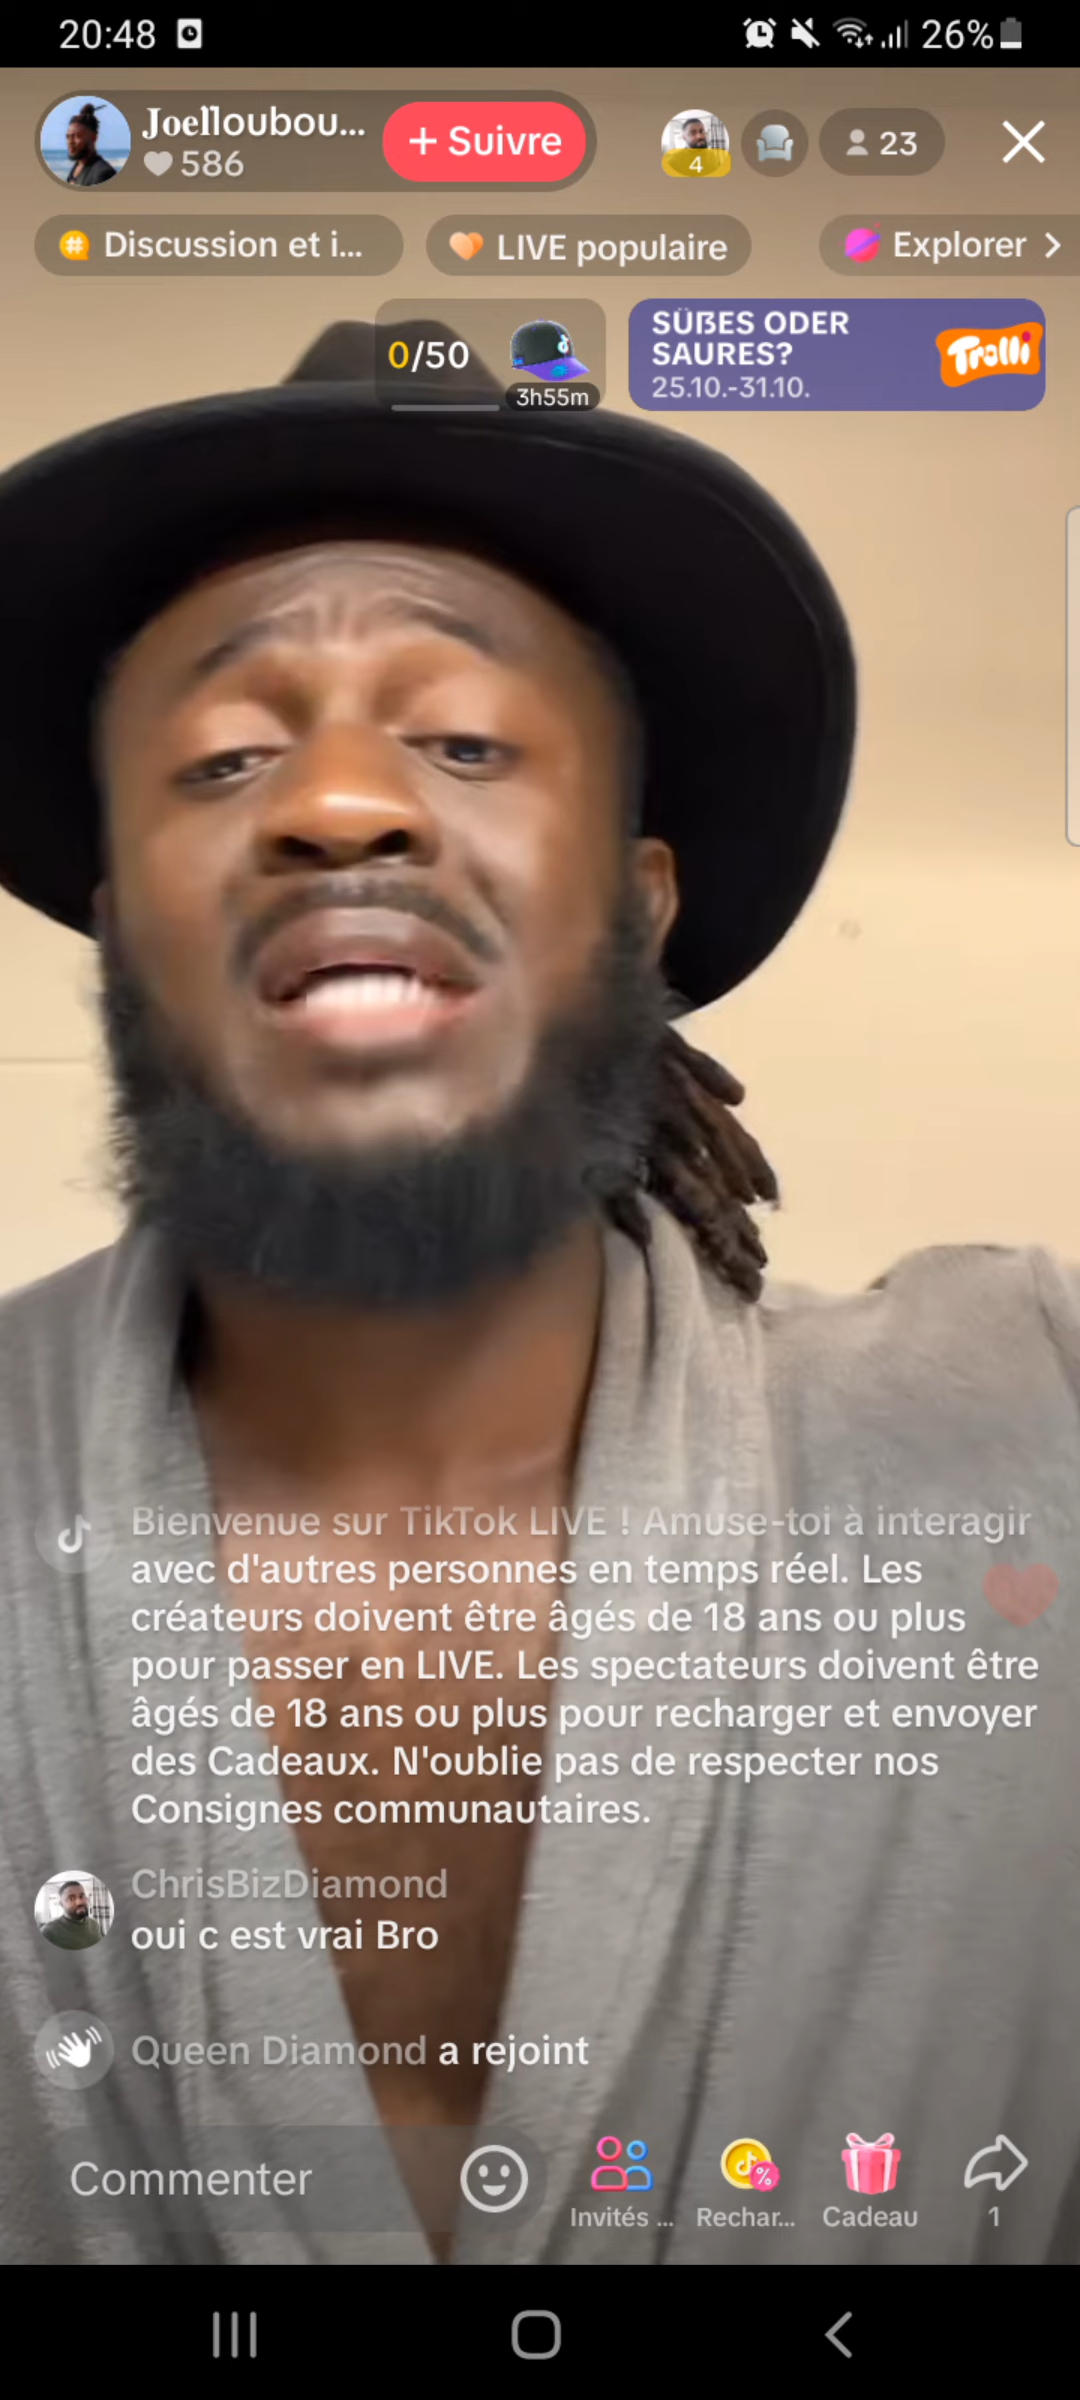 20:48
26%
Joelloubou...
586
+ Suivre
4
23
Discussion et i...
LIVE populaire
Explorer
0/50
3h55m
SÜẞES ODER
SAURES?
25.10.-31.10.
Trolli
Bienvenue sur TikTok LIVE ! Amuse-toi à interagir
avec d'autres personnes en temps réel. Les
créateurs doivent être âgés de 18 ans ou plus
pour passer en LIVE. Les spectateurs doivent être
âgés de 18 ans ou plus pour recharger et envoyer
des Cadeaux. N'oublie pas de respecter nos
Consignes communautaires.
ChrisBizDiamond
oui c est vrai Bro
Queen Diamond a rejoint
Commenter
Invités ...
Rechar...
Cadeau
1